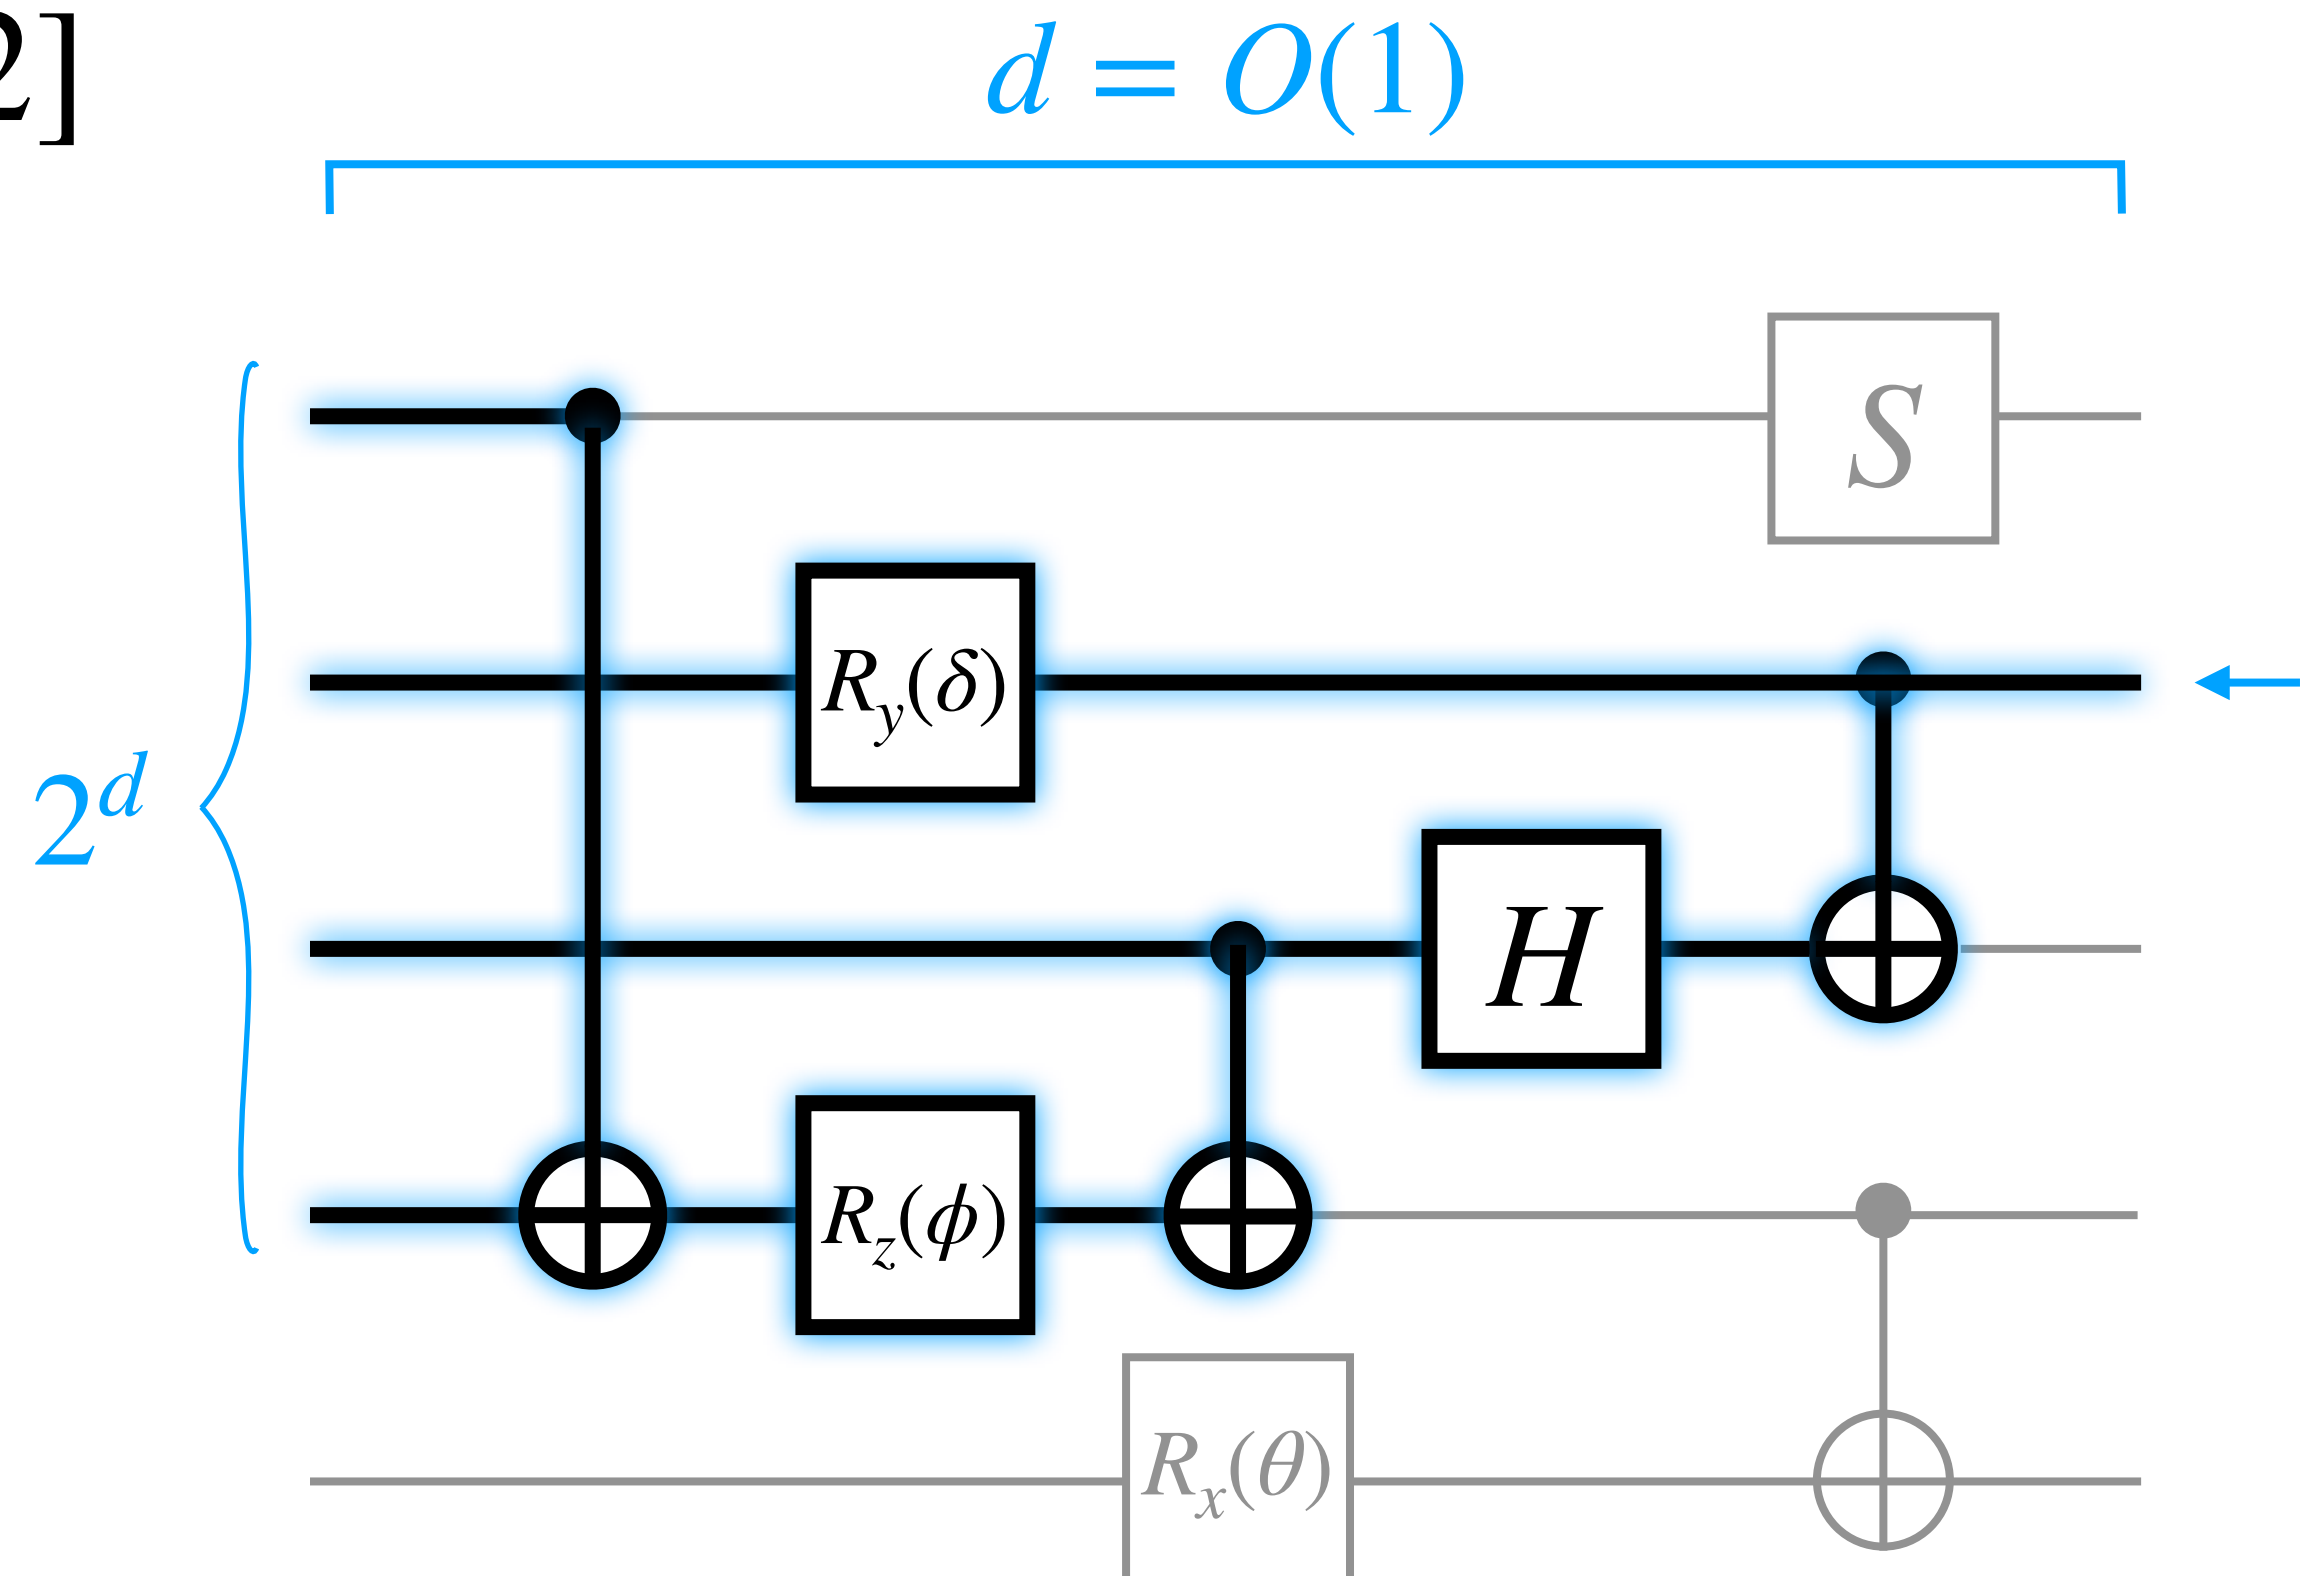 2]
d = O(1)
S
R_y(δ)
2^d
H
R_z(ϕ)
R_x(θ)